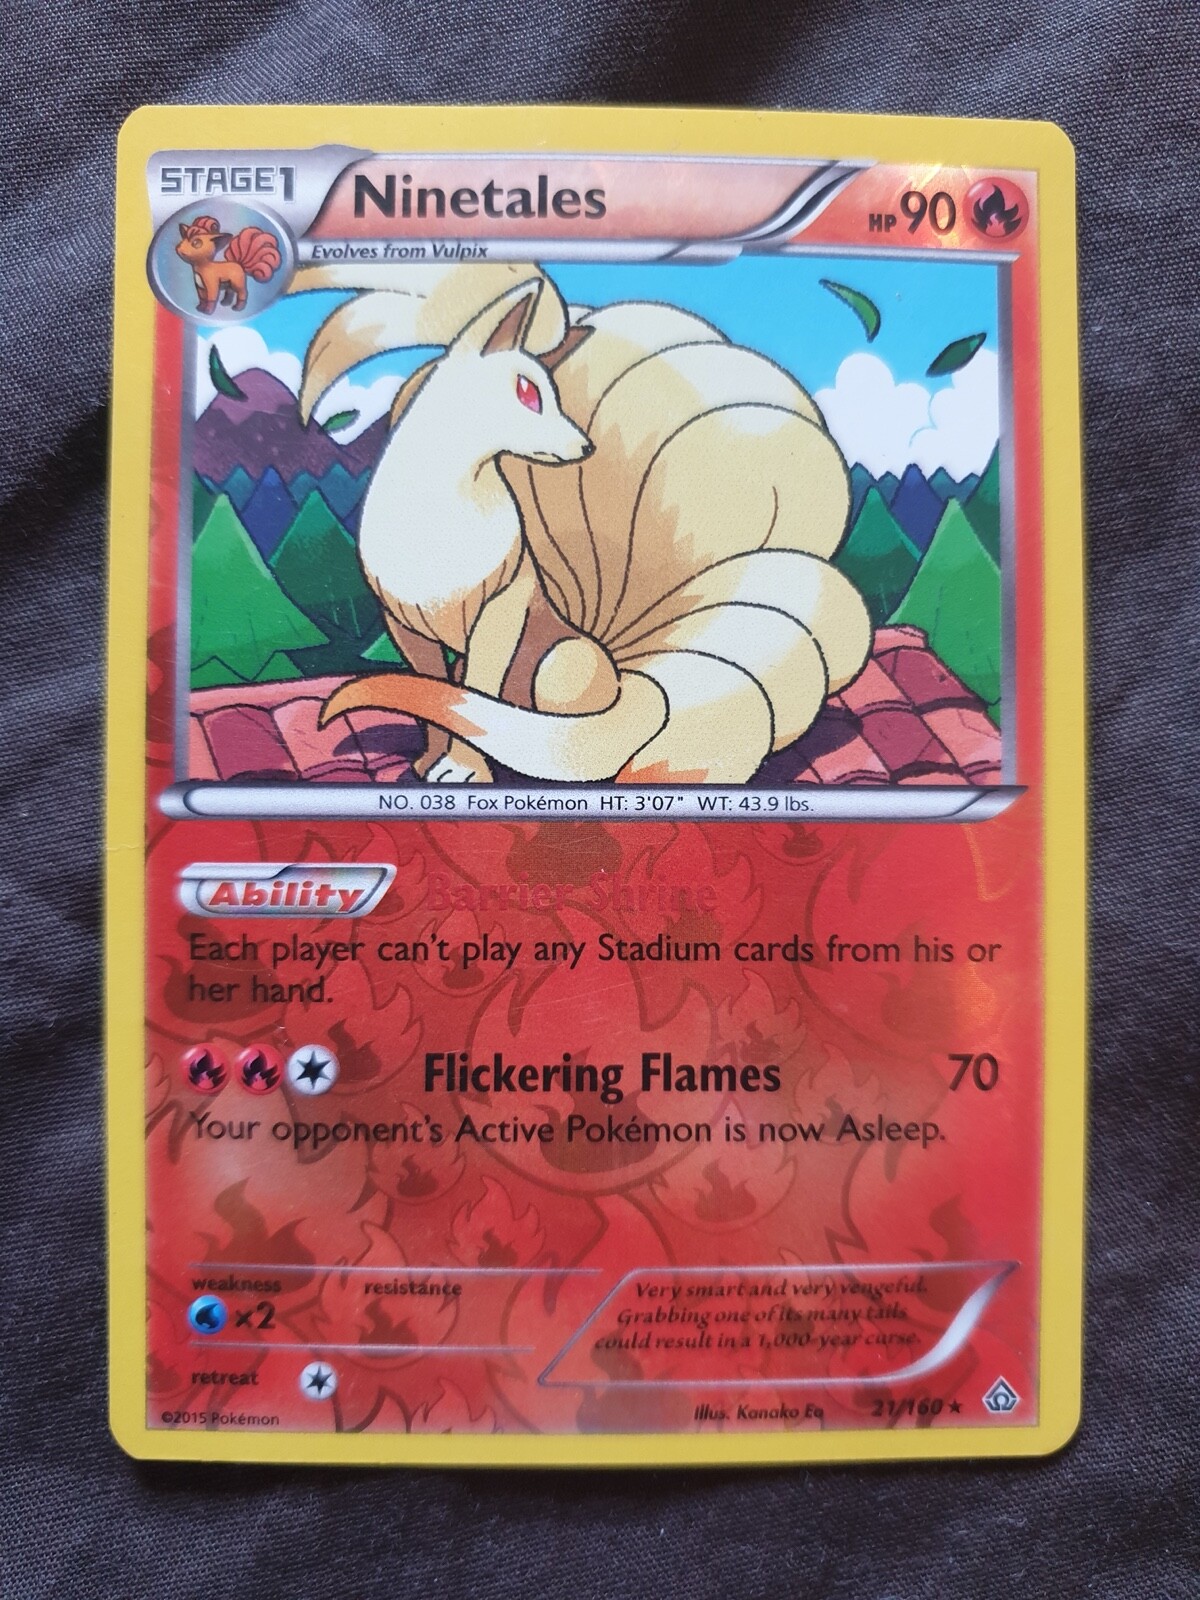 STAGE1
Ninetales
HP 90
Evolves from Vulpix
NO. 038 Fox Pokémon HT: 3'07" WT: 43.9 lbs.
Ability Barrier Shrine
Each player can't play any Stadium cards from his or
her hand.
Flickering Flames 70
Your opponent's Active Pokémon is now Asleep.
weakness resistance
×2
retreat
Very smart and very vengeful.
Grabbing one of its many tails
could result in a 1,000-year curse.
©2015 Pokémon
Illus. Kanako Eo
21/160